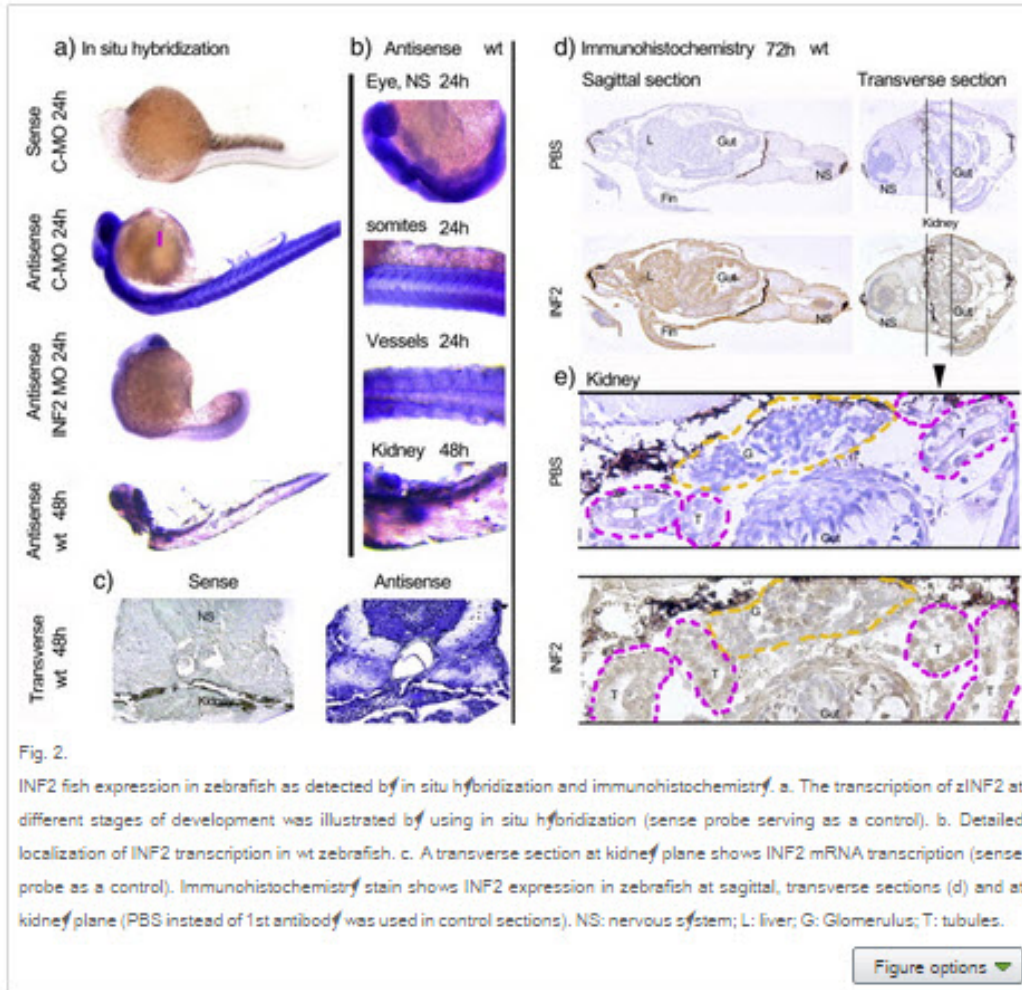 a) In situ hybridization
Sense
C-MO 24h
Antisense
C-MO 24h
Antisense
INF2 MO 24h
Antisense
wt 48h
b) Antisense wt
Eye, NS 24h
somites 24h
Vessels 24h
Kidney 48h
c) Sense Antisense
Transverse
wt 48h
NS
Kidney
d) Immunohistochemistry 72h wt
Sagittal section Transverse section
PBS
L
Gut
NS
Fin
NS
Gut
Kidney
INF2
L
Gut
NS
Fin
NS
Gut
e) Kidney
PBS
G
T
T
T
T
Gut
INF2
G
T
T
T
T
Gut
Fig. 2.
INF2 fish expression in zebrafish as detected by in situ hybridization and immunohistochemistry. a. The transcription of zINF2 at
different stages of development was illustrated by using in situ hybridization (sense probe serving as a control). b. Detailed
localization of INF2 transcription in wt zebrafish. c. A transverse section at kidney plane shows INF2 mRNA transcription (sense
probe as a control). Immunohistochemistry stain shows INF2 expression in zebrafish at sagittal, transverse sections (d) and at
kidney plane (PBS instead of 1st antibody was used in control sections). NS: nervous system; L: liver; G: Glomerulus; T: tubules.
Figure options